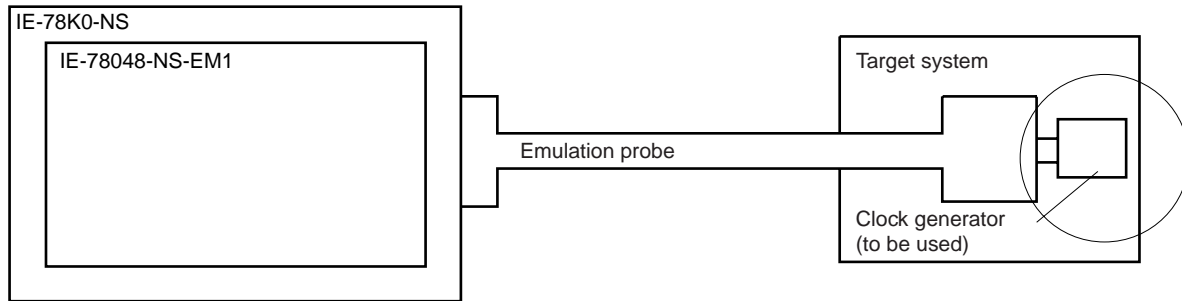 IE-78K0-NS
IE-78048-NS-EM1
Target system
Emulation probe
Clock generator
(to be used)